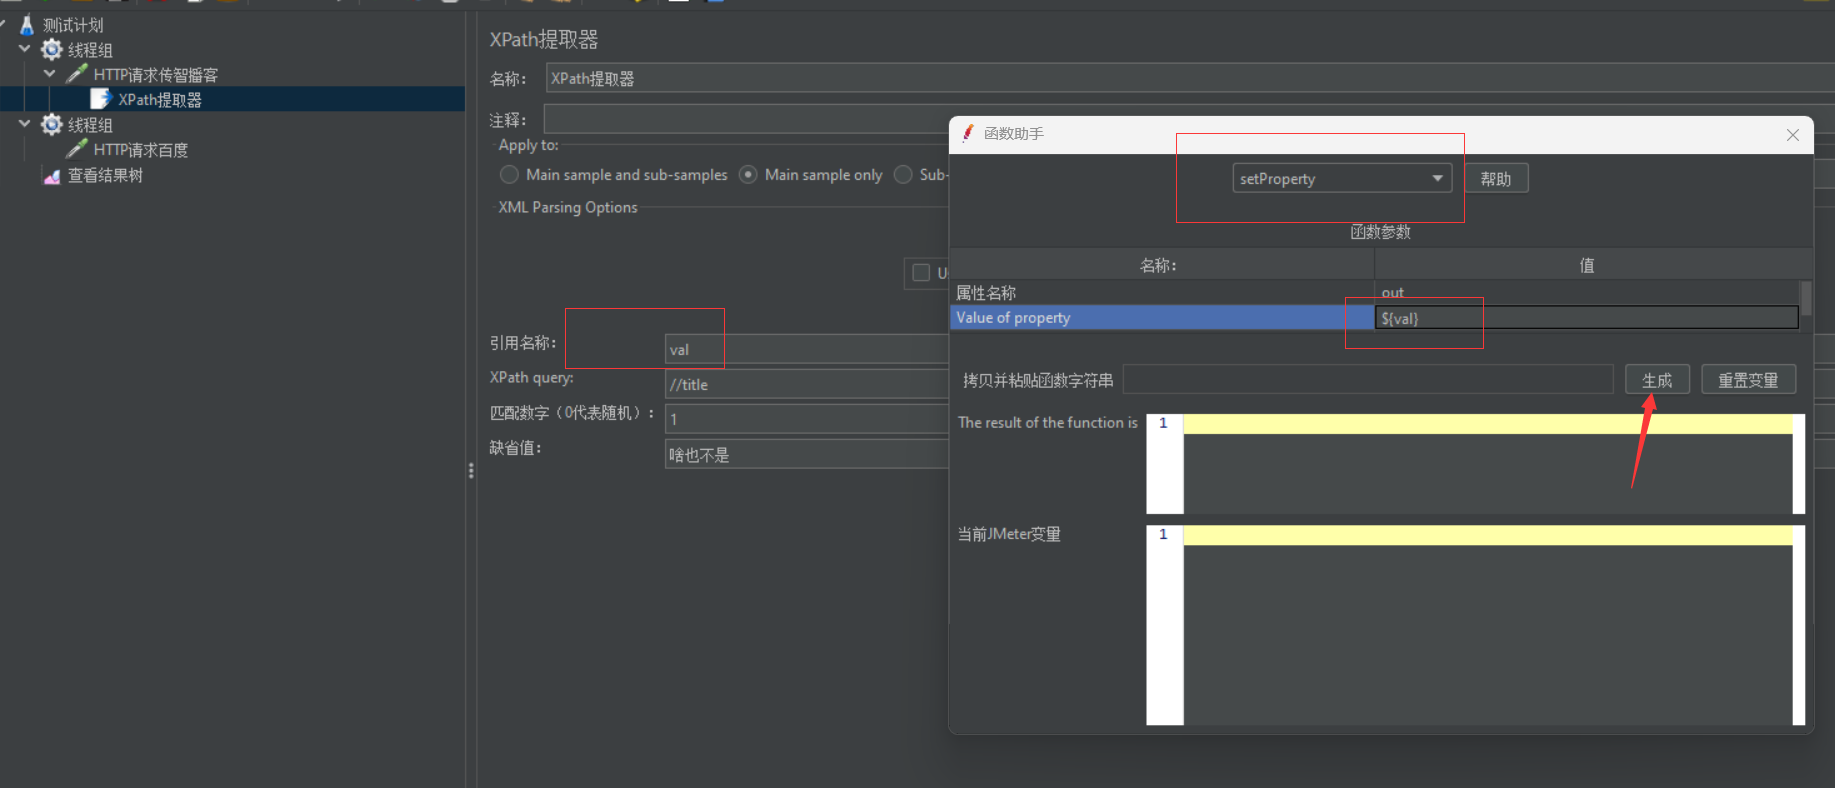 测试计划
线程组
HTTP请求传智播客
XPath提取器
线程组
HTTP请求百度
查看结果树
XPath提取器
名称：
XPath提取器
注释：
Apply to:
Main sample and sub-samples
Main sample only
Sub-
XML Parsing Options
U
引用名称：
val
XPath query:
//title
匹配数字（0代表随机）：
1
缺省值：
啥也不是
函数助手
setProperty
帮助
函数参数
名称：
值
属性名称
out
Value of property
${val}
拷贝并粘贴函数字符串
生成
重置变量
The result of the function is
1
当前JMeter变量
1